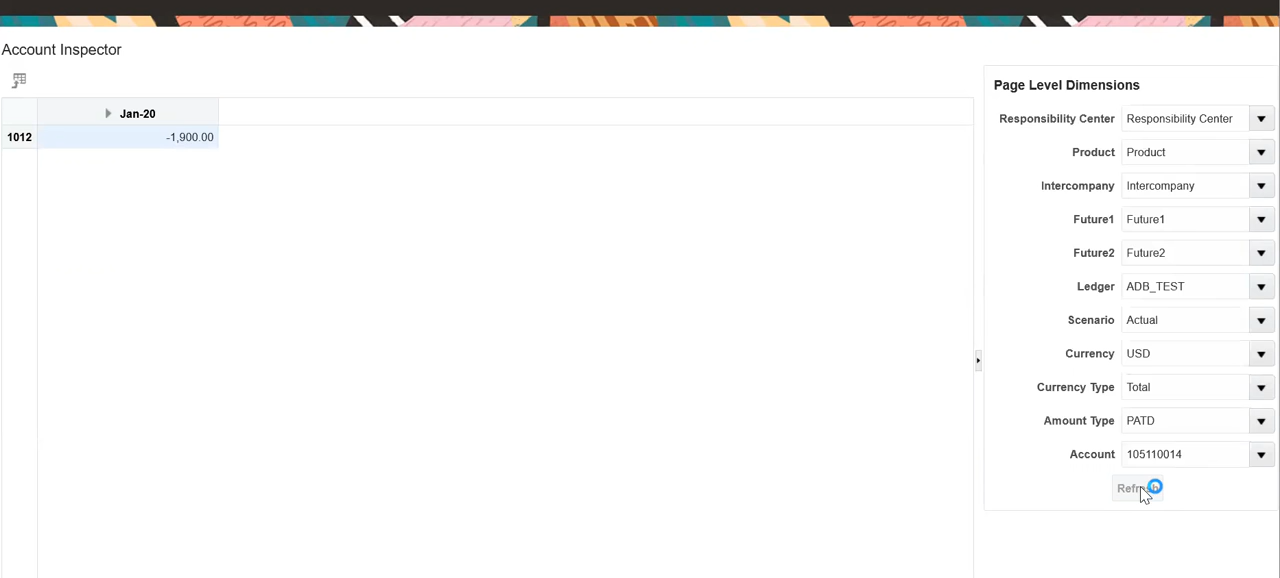 Account Inspector
Jan-20
1012 -1,900.00
Page Level Dimensions
Responsibility Center Responsibility Center
Product Product
Intercompany Intercompany
Future1 Future1
Future2 Future2
Ledger ADB_TEST
Scenario Actual
Currency USD
Currency Type Total
Amount Type PATD
Account 105110014
Refresh